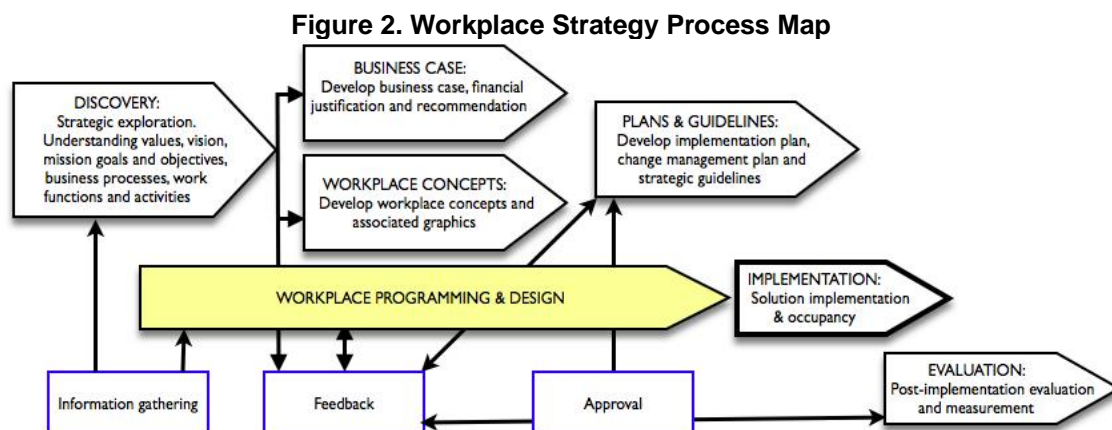 Figure 2. Workplace Strategy Process Map
BUSINESS CASE:
Develop business case, financial
justification and recommendation
DISCOVERY:
Strategic exploration.
Understanding values, vision,
mission goals and objectives,
business processes, work
functions and activities
PLANS & GUIDELINES:
Develop implementation plan,
change management plan and
strategic guidelines
WORKPLACE CONCEPTS:
Develop workplace concepts and
associated graphics
WORKPLACE PROGRAMMING & DESIGN
IMPLEMENTATION:
Solution implementation
& occupancy
Information gathering
Feedback
Approval
EVALUATION:
Post-implementation evaluation
and measurement